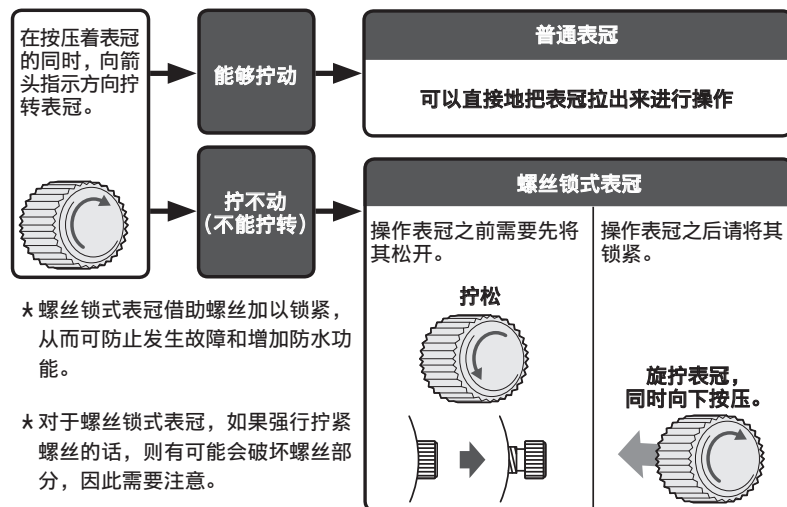 在按压着表冠
的同时，向箭
头指示方向拧
转表冠。
能够拧动
普通表冠
可以直接地把表冠拉出来进行操作
拧不动
（不能拧转）
螺丝锁式表冠
操作表冠之前需要先将
其松开。
拧松
操作表冠之后请将其
锁紧。
旋拧表冠，
同时向下按压。
★螺丝锁式表冠借助螺丝加以锁紧，
从而可防止发生故障和增加防水功
能。
★对于螺丝锁式表冠，如果强行拧紧
螺丝的话，则有可能会破坏螺丝部
分，因此需要注意。